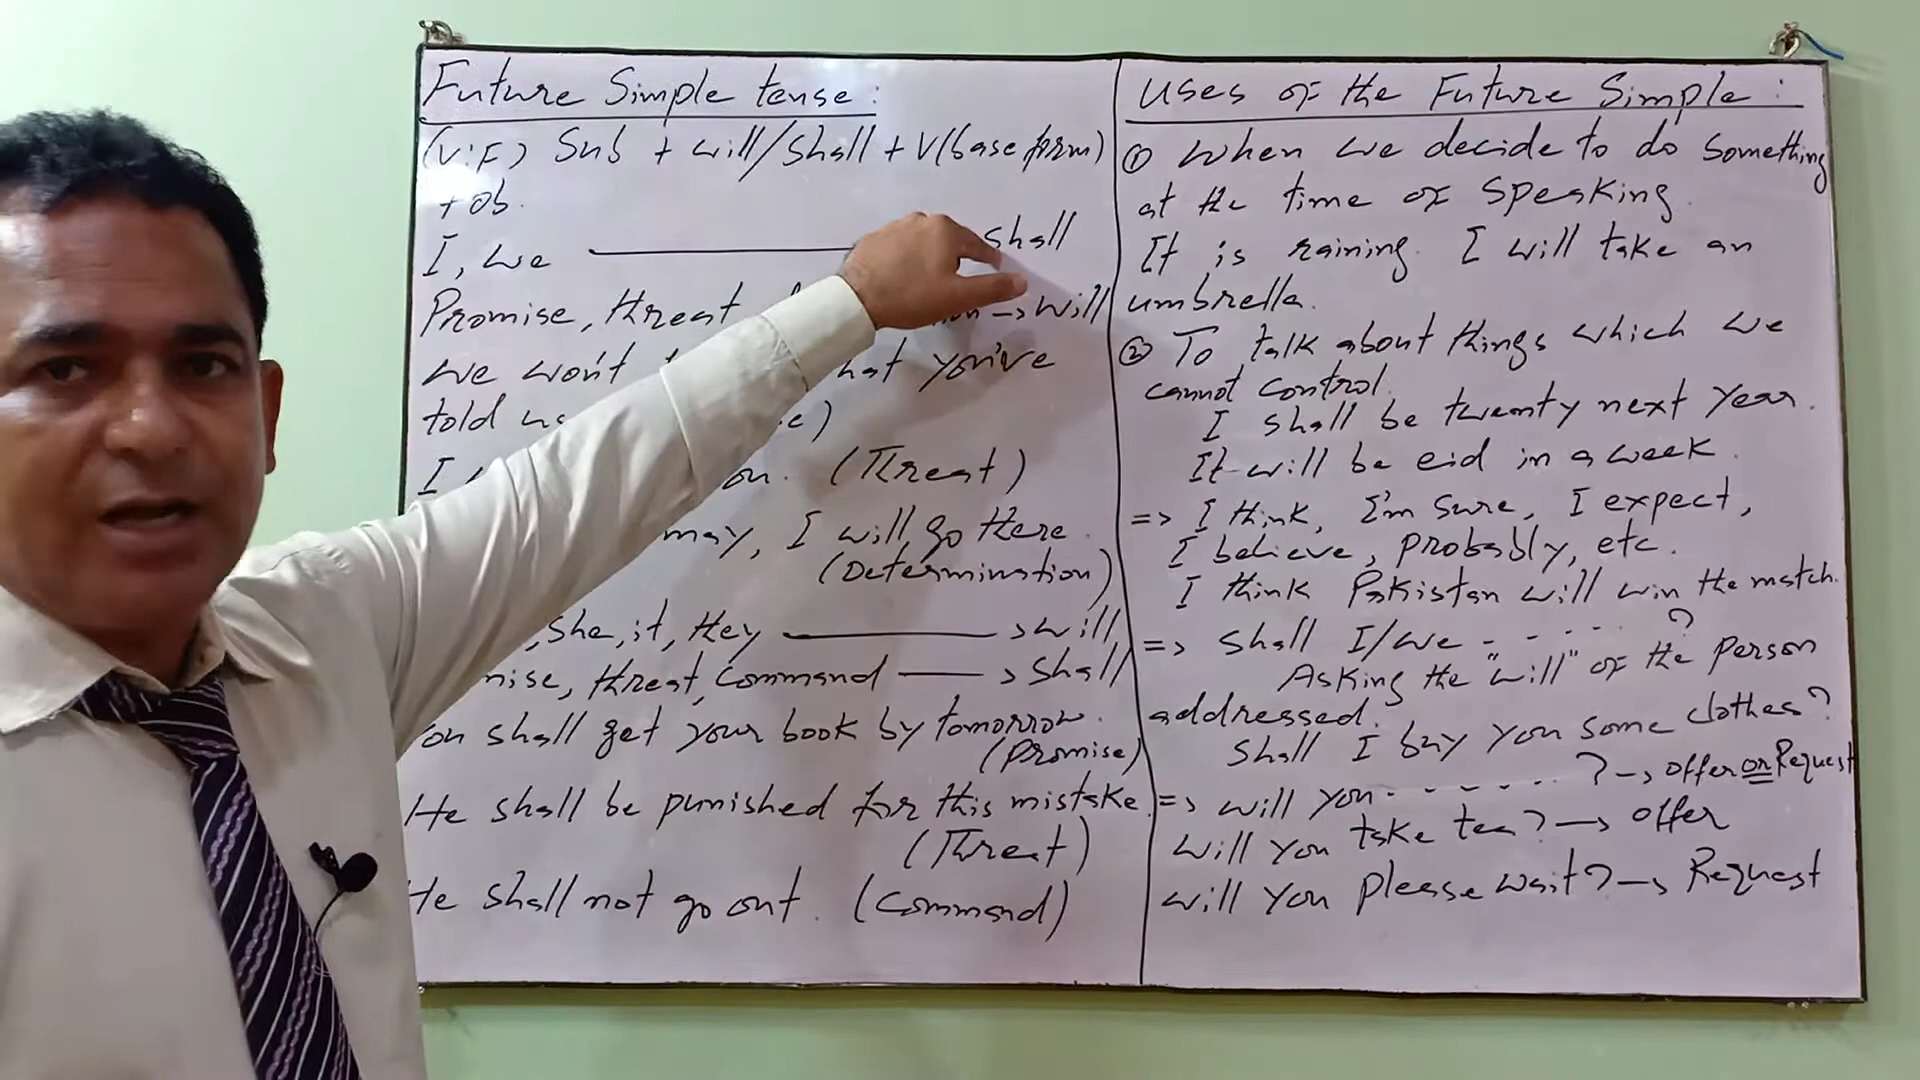 Future Simple tense:
(V.F) Sub + will/shall + V(base form)
+ ob.
I, we ———— shall
Promise, threat → will
we won't hat you've
told us
I on. (Threat)
may, I will go there.
(Determination)
, she, it, they ———→ will
mise, threat, Command ——→ shall
ou shall get your book by tomorrow.
(Promise)
He shall be punished for this mistake.
(Threat)
He shall not go out. (Command)
Uses of the Future Simple:
① When we decide to do something
at the time of speaking.
It is raining. I will take an
umbrella.
② To talk about things which we
cannot control.
I shall be twenty next year.
It will be eid in a week.
=> I think, I'm sure, I expect,
I believe, probably, etc.
I think Pakistan will win the match.
=> Shall I/we - - - - - - ?
Asking the "will" of the person
addressed.
Shall I buy you some clothes?
=> Will you - - - - - - ? → offer or Request
Will you take tea? → offer
Will you please wait? → Request